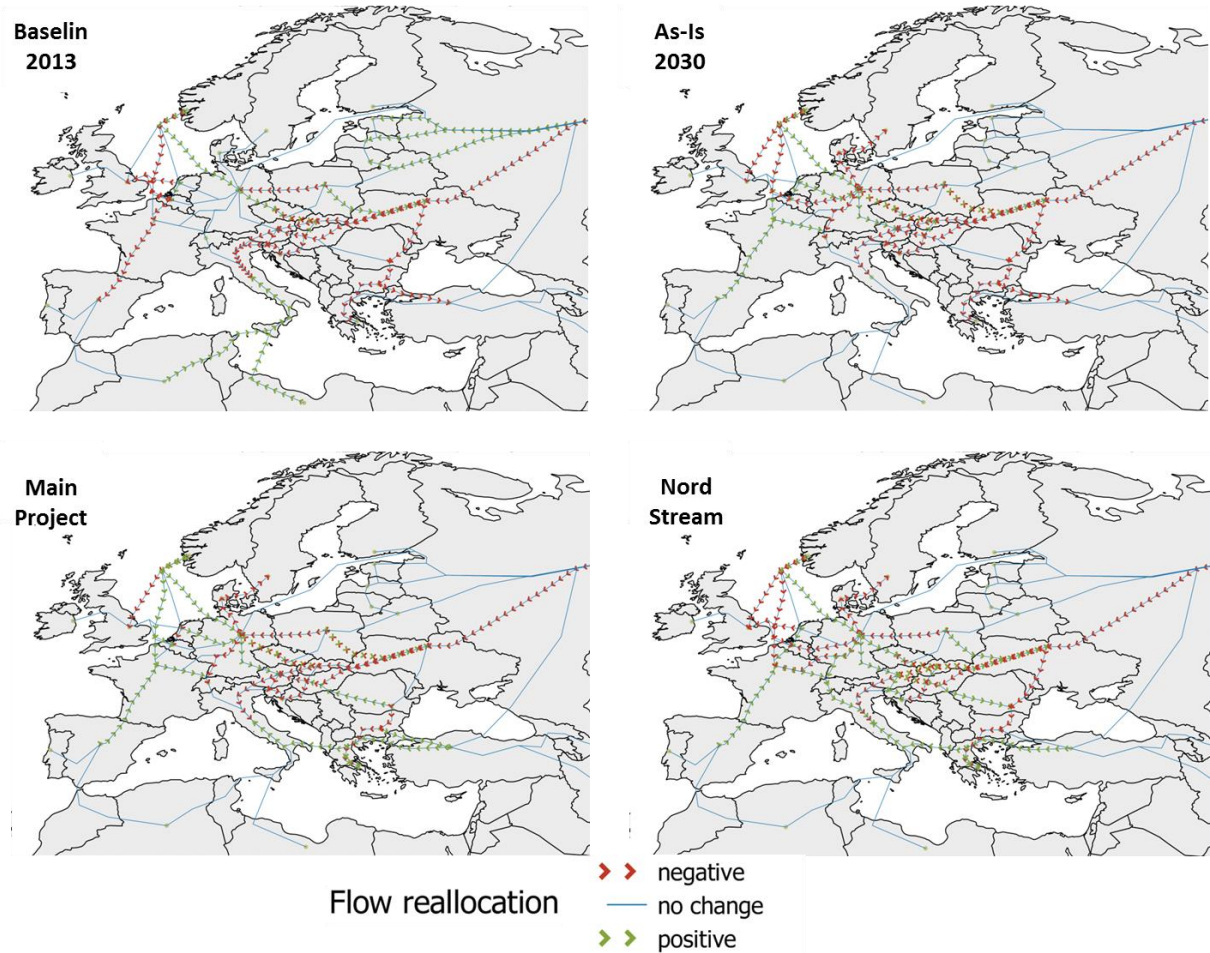 Baselin
2013
As-Is
2030
Main
Project
Nord
Stream
Flow reallocation
negative
no change
positive